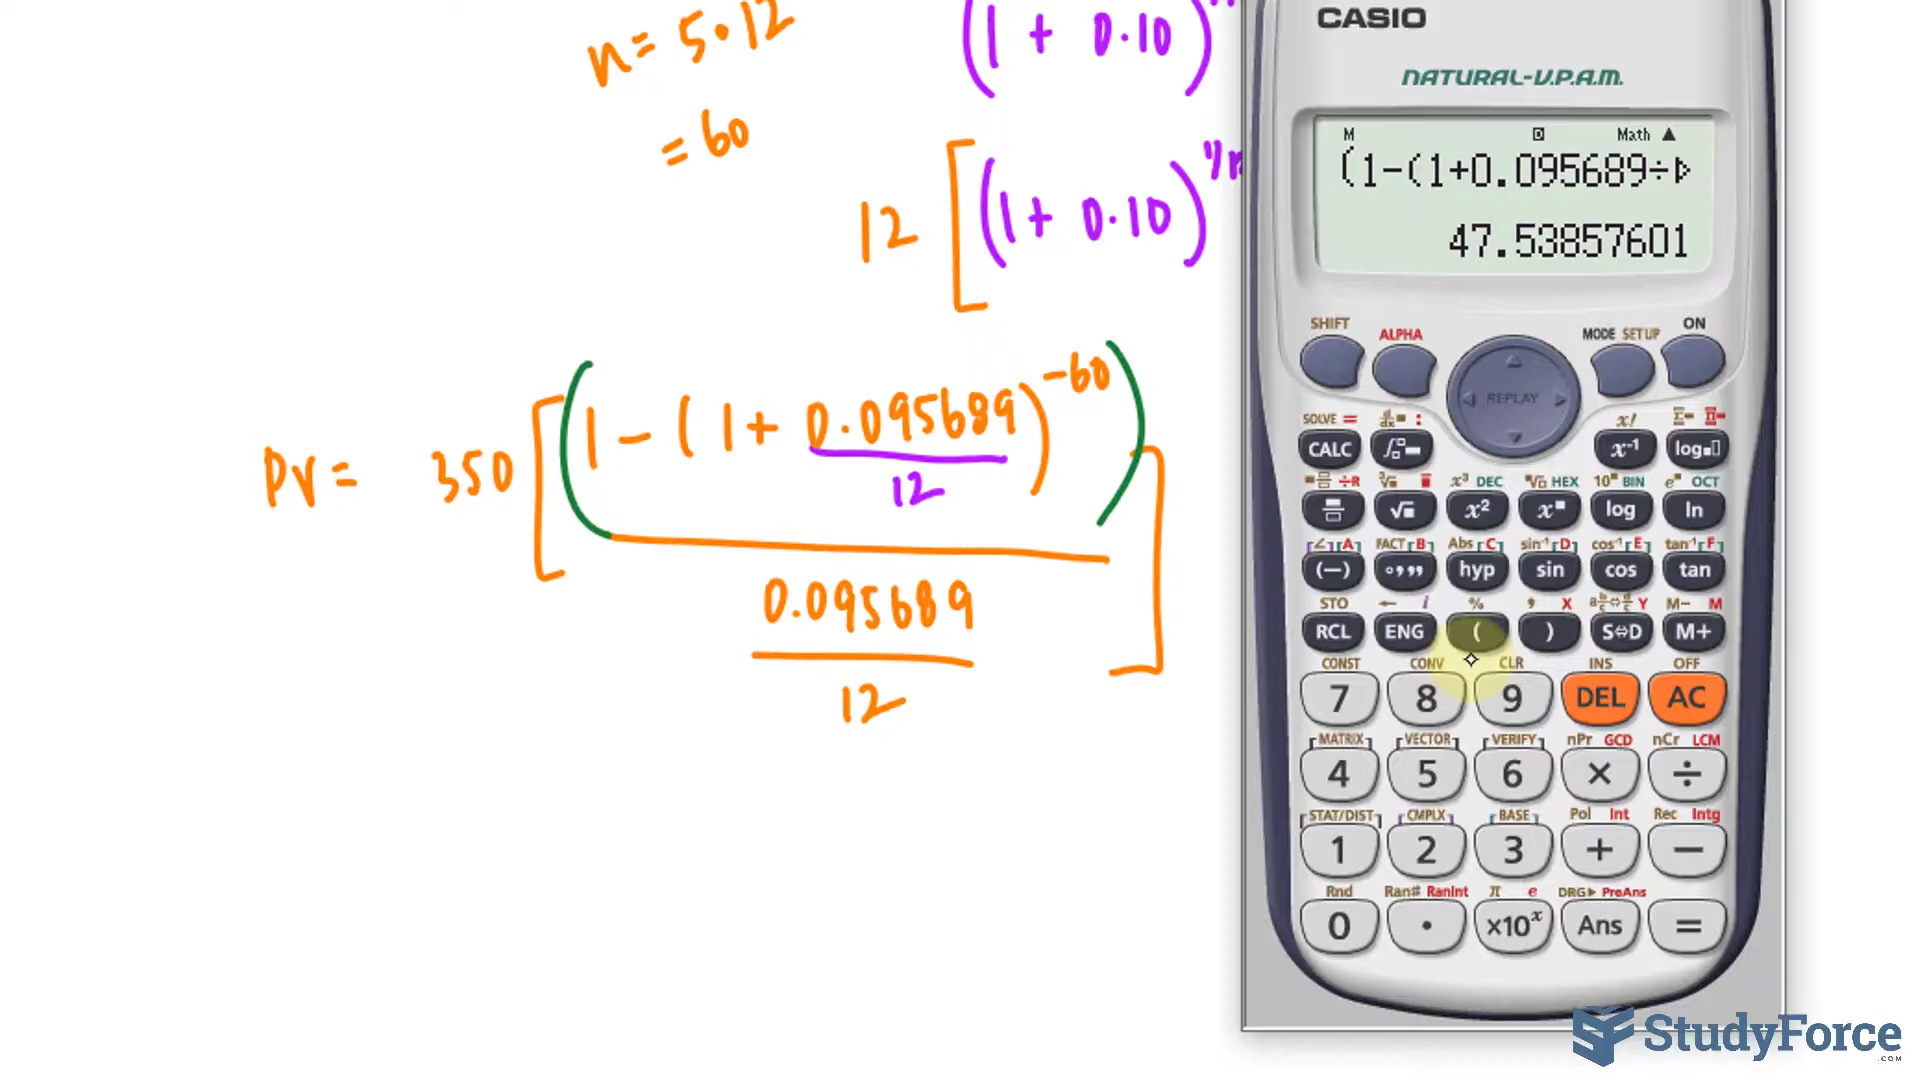 n = 5·12
= 60
(1 + 0.10)
12 [(1 + 0.10)
PV = 350 [(1 - (1 + 0.095689 / 12)^-60) / (0.095689 / 12)]
CASIO
NATURAL-V.P.A.M.
M D Math ▲
(1-(1+0.095689÷▷
47.53857601
SHIFT ALPHA MODE SETUP ON
REPLAY
SOLVE = d/dx : x! Σ Π
CALC ∫ x⁻¹ log
÷R ³√ x³ DEC √ HEX 10 BIN e OCT
√ x² x log ln
∠ A FACT B Abs C sin⁻¹ D cos⁻¹ E tan⁻¹ F
(−) °,,, hyp sin cos tan
STO ← i % , X Y M− M
RCL ENG ( ) S⇔D M+
CONST CONV CLR INS OFF
7 8 9 DEL AC
MATRIX VECTOR VERIFY nPr GCD nCr LCM
4 5 6 × ÷
STAT/DIST CMPLX BASE Pol Int Rec Intg
1 2 3 + −
Rnd Ran# RanInt π e DRG▶ PreAns
0 · ×10ˣ Ans =
StudyForce
.COM